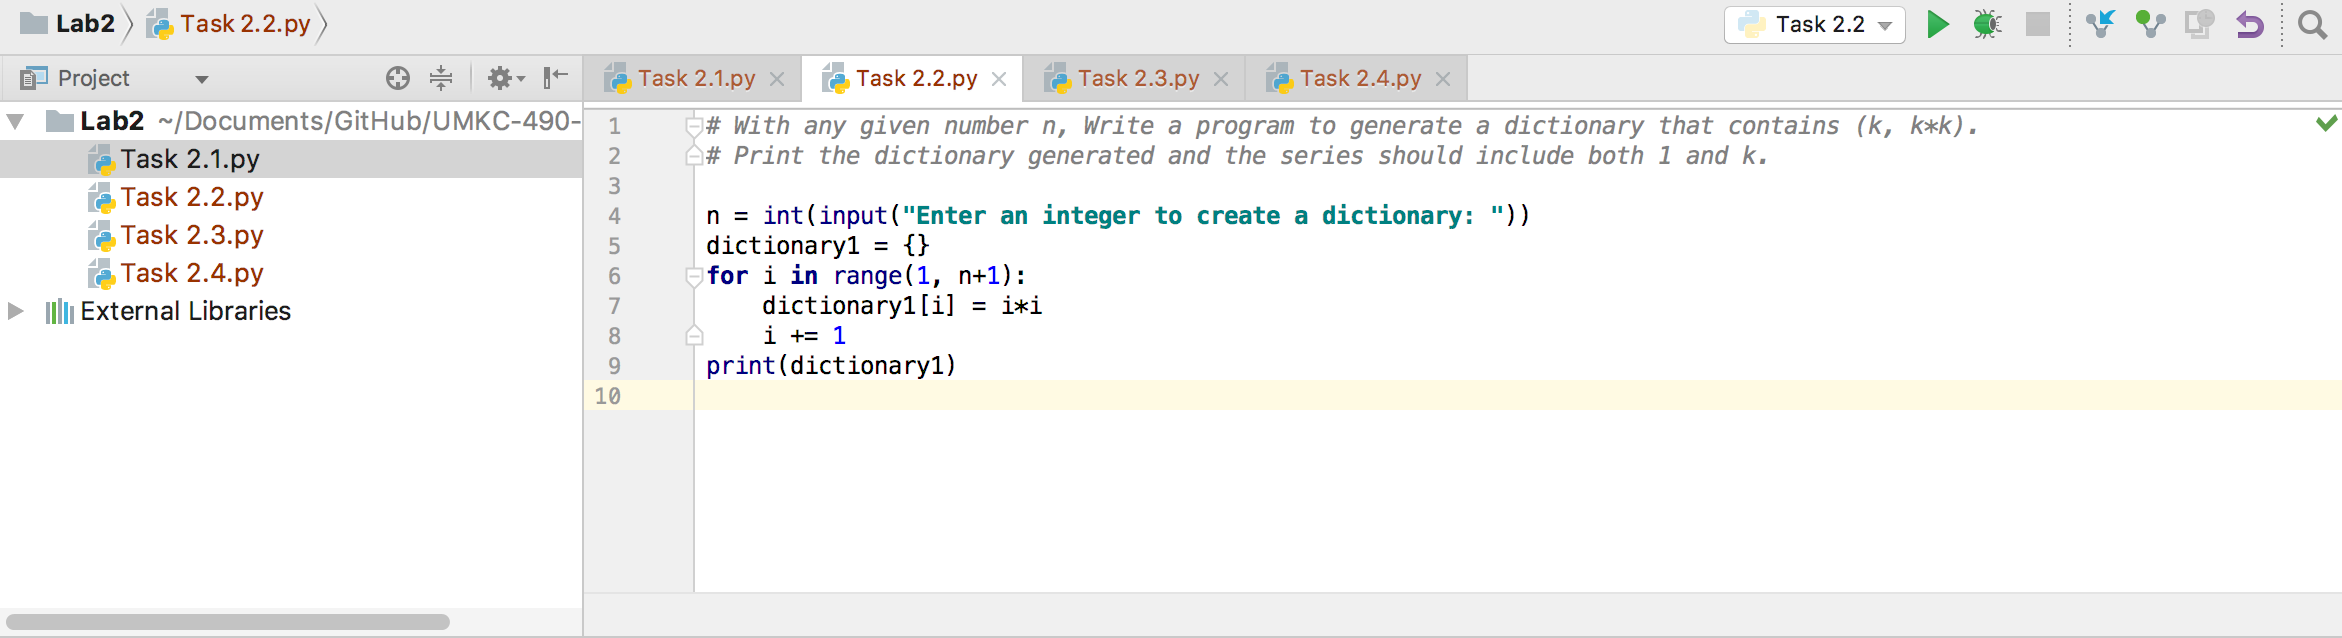 Lab2 Task 2.2.py Task 2.2
Project Task 2.1.py Task 2.2.py Task 2.3.py Task 2.4.py
Lab2 ~/Documents/GitHub/UMKC-490-
Task 2.1.py
Task 2.2.py
Task 2.3.py
Task 2.4.py
External Libraries
1 # With any given number n, Write a program to generate a dictionary that contains (k, k*k).
2 # Print the dictionary generated and the series should include both 1 and k.
3
4 n = int(input("Enter an integer to create a dictionary: "))
5 dictionary1 = {}
6 for i in range(1, n+1):
7     dictionary1[i] = i*i
8     i += 1
9 print(dictionary1)
10